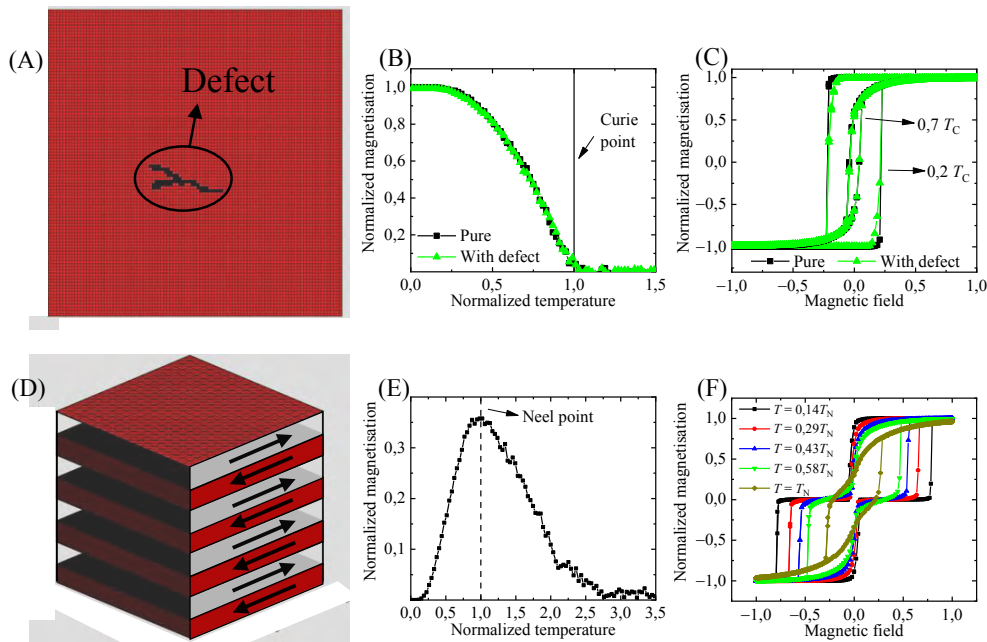 (A)
Defect
(B)
Normalized magnetisation
1,0
0,8
0,6
0,4
0,2
Curie
point
Pure
With defect
0,0
0,5
1,0
1,5
Normalized temperature
(C)
Normalized magnetisation
1,0
0,5
0,0
−0,5
−1,0
0,7 TC
0,2 TC
Pure
With defect
−1,0
−0,5
0,0
0,5
1,0
Magnetic field
(D)
(E)
Normalized magnetisation
0,3
0,2
0,1
Neel point
0,0
0,5
1,0
1,5
2,0
2,5
3,0
3,5
Normalized temperature
(F)
Normalized magnetisation
1,0
0,5
0,0
−0,5
−1,0
T = 0,14TN
T = 0,29TN
T = 0,43TN
T = 0,58TN
T = TN
−1,0
−0,5
0,0
0,5
1,0
Magnetic field